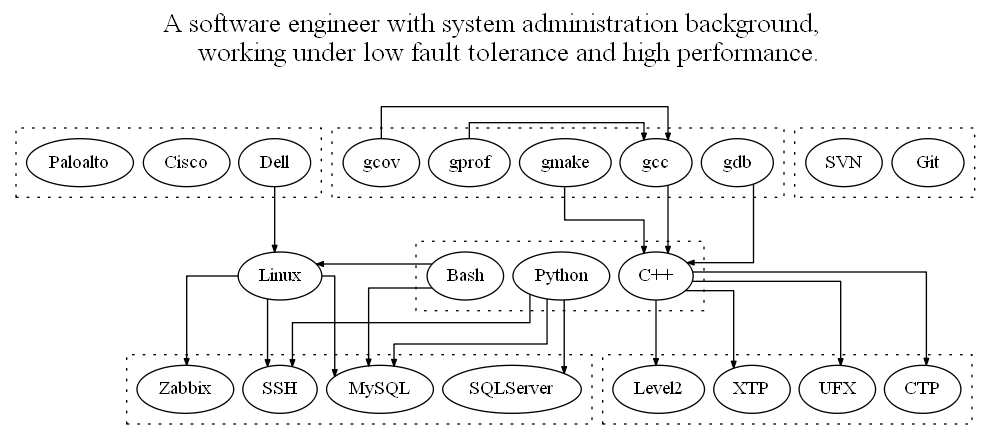 A software engineer with system administration background,
working under low fault tolerance and high performance.
Paloalto Cisco Dell gcov gprof gmake gcc gdb SVN Git
Linux Bash Python C++
Zabbix SSH MySQL SQLServer Level2 XTP UFX CTP